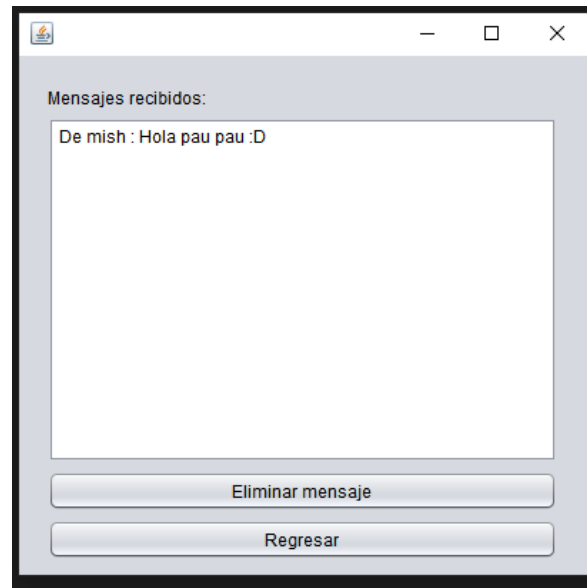 Mensajes recibidos:
De mish : Hola pau pau :D
Eliminar mensaje
Regresar